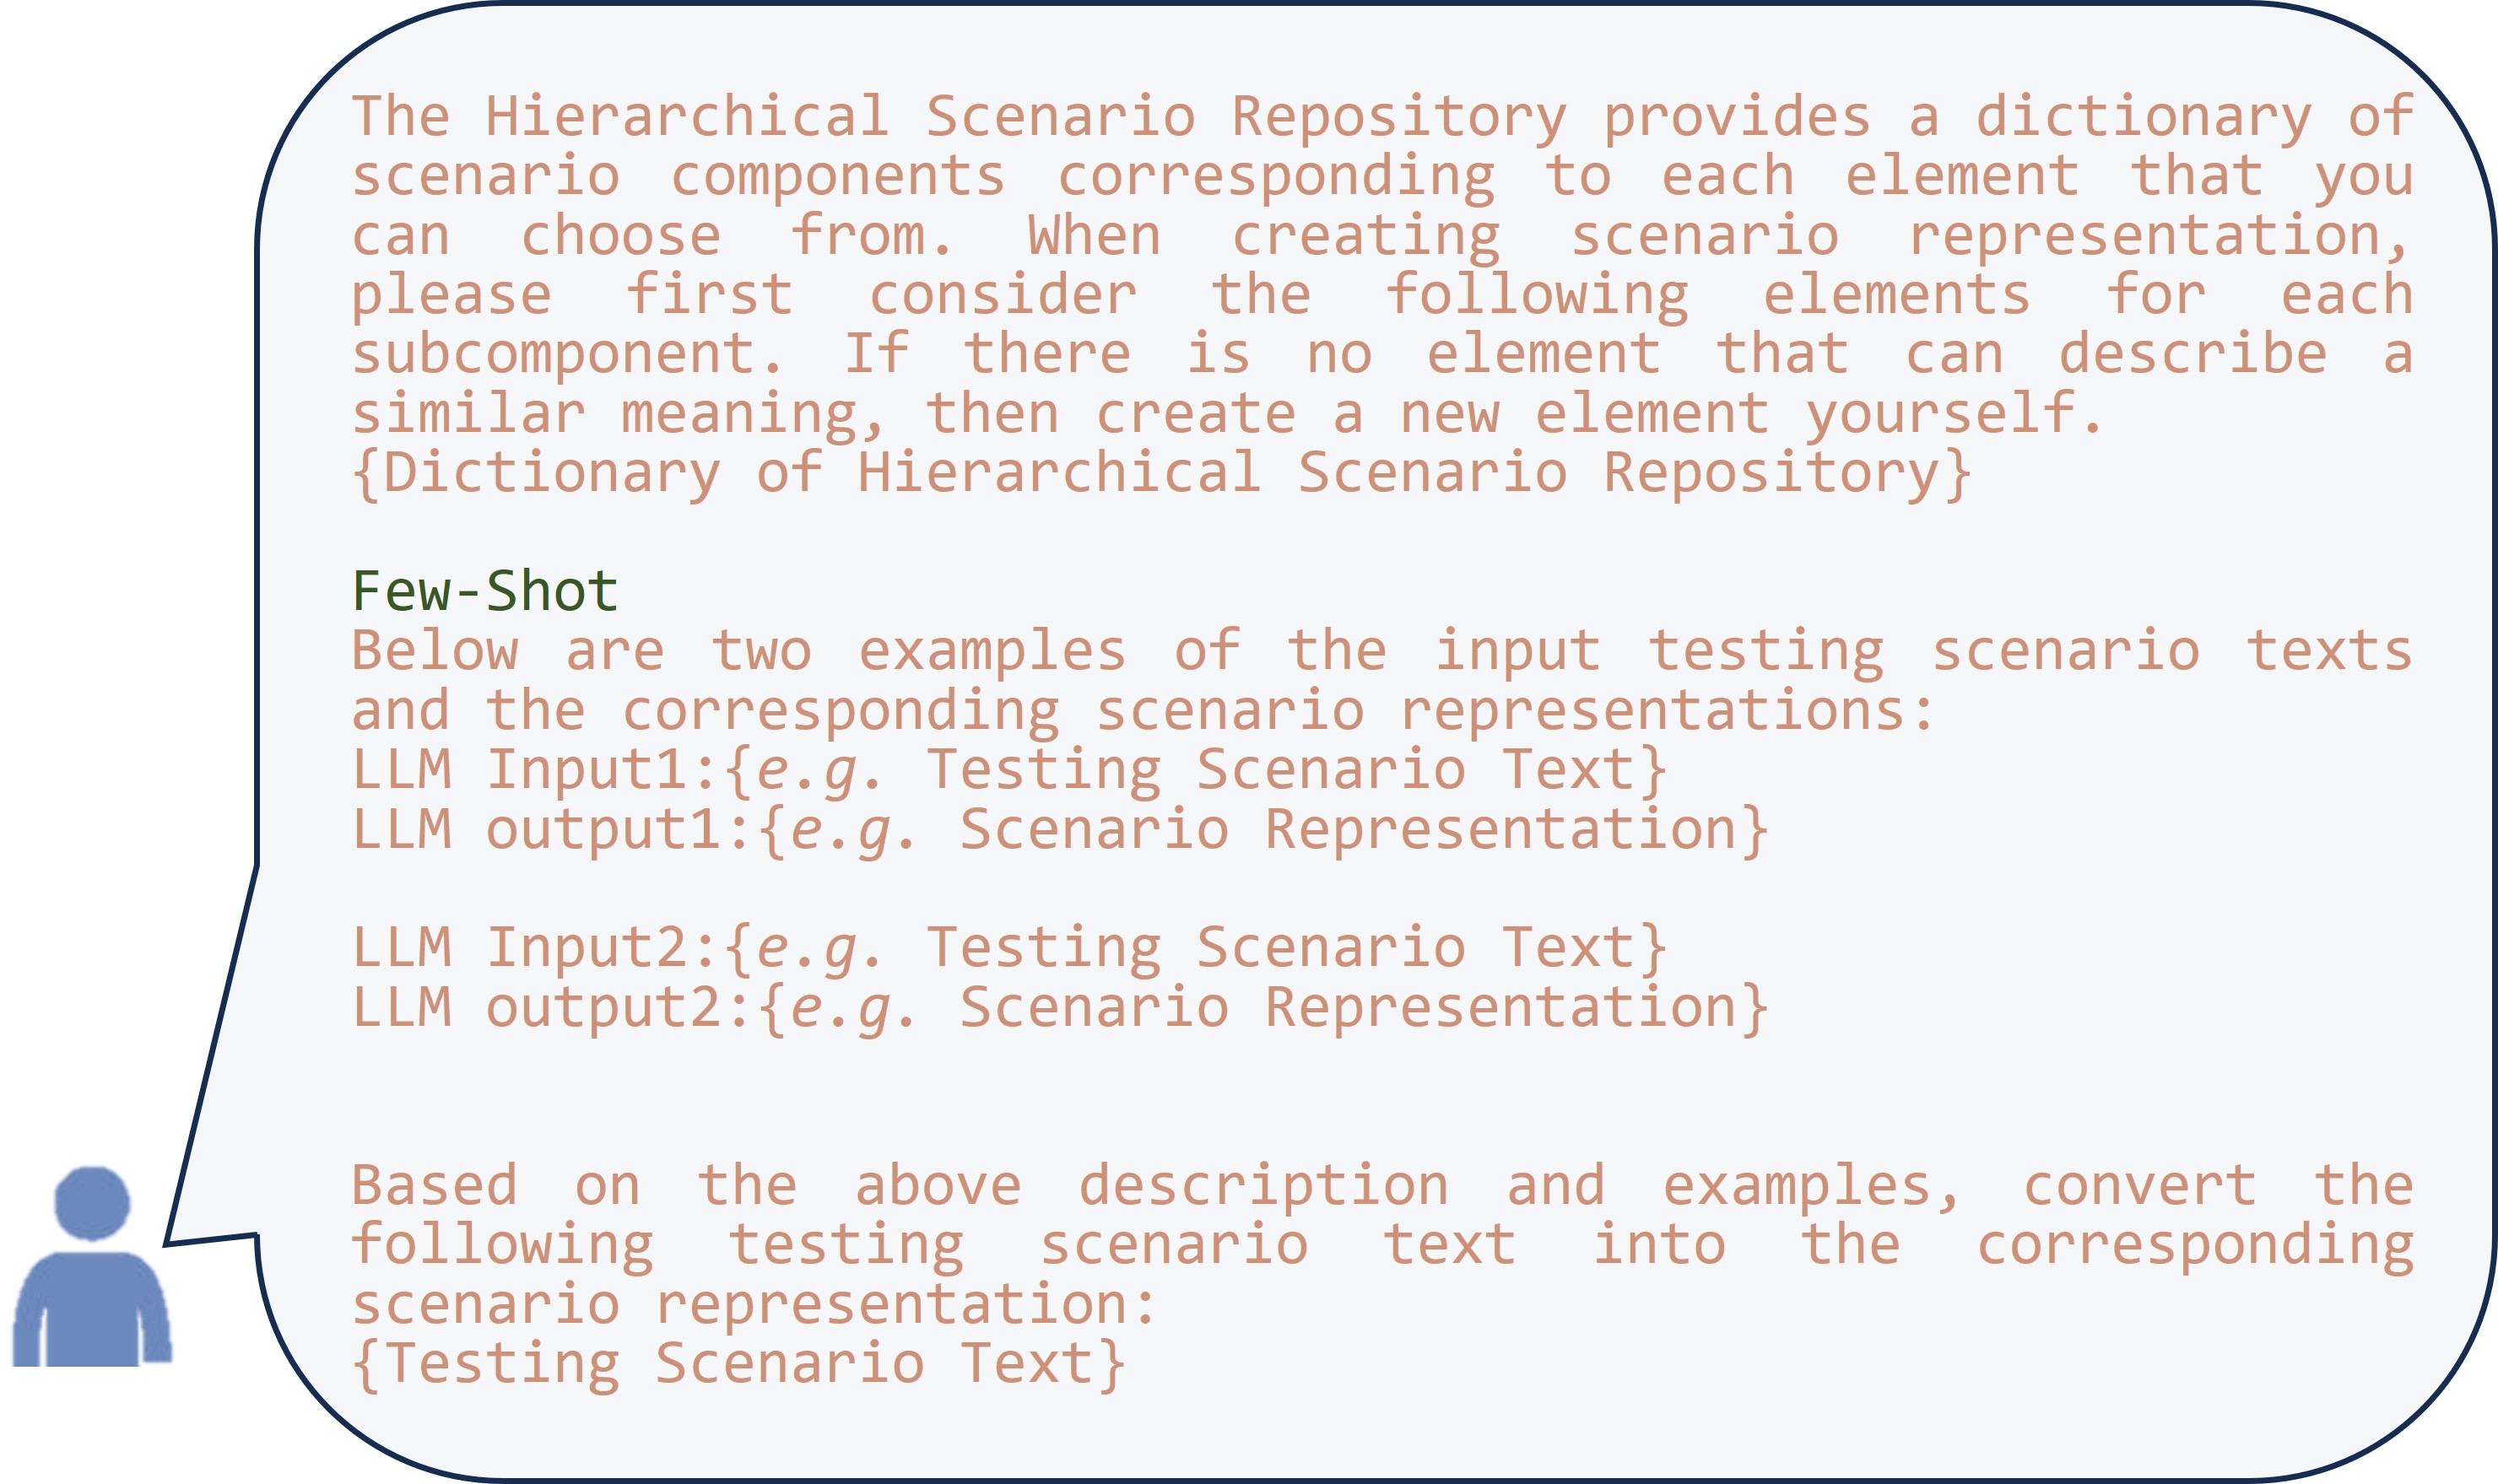 The Hierarchical Scenario Repository provides a dictionary of
scenario components corresponding to each element that you
can choose from. When creating scenario representation,
please first consider the following elements for each
subcomponent. If there is no element that can describe a
similar meaning, then create a new element yourself.
{Dictionary of Hierarchical Scenario Repository}
Few-Shot
Below are two examples of the input testing scenario texts
and the corresponding scenario representations:
LLM Input1:{e.g. Testing Scenario Text}
LLM output1:{e.g. Scenario Representation}
LLM Input2:{e.g. Testing Scenario Text}
LLM output2:{e.g. Scenario Representation}
Based on the above description and examples, convert the
following testing scenario text into the corresponding
scenario representation:
{Testing Scenario Text}